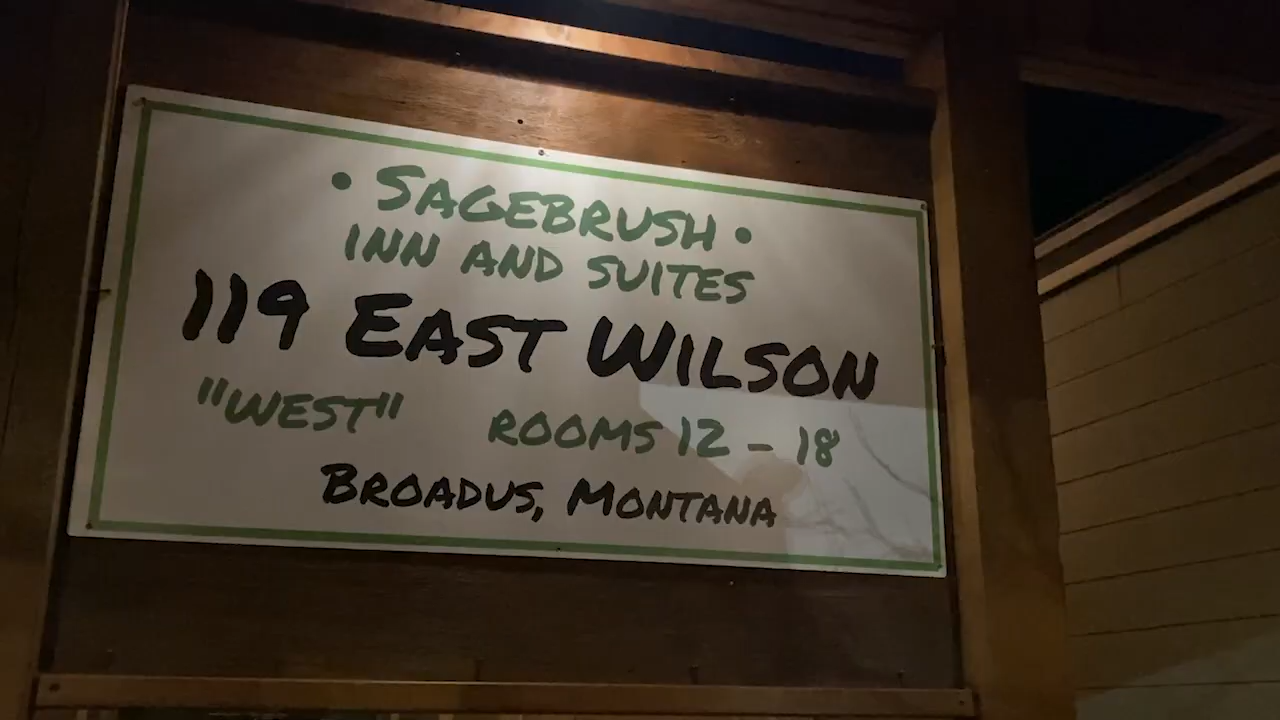 • SAGEBRUSH •
INN AND SUITES
119 EAST WILSON
"WEST" ROOMS 12 - 18
BROADUS, MONTANA